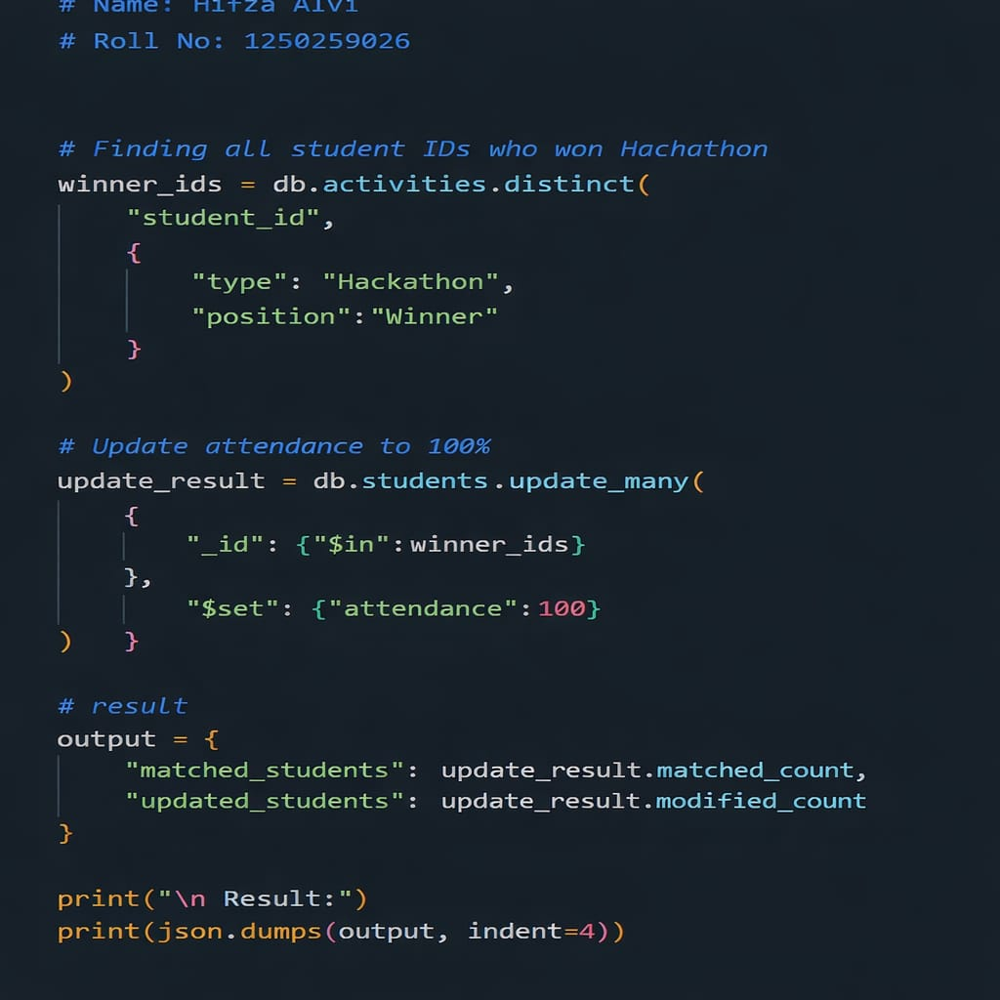 # Name: Hifza Alvi
# Roll No: 1250259026
# Finding all student IDs who won Hachathon
winner_ids = db.activities.distinct(
"student_id",
{
"type": "Hackathon",
"position":"Winner"
}
)
# Update attendance to 100%
update_result = db.students.update_many(
{
"_id": {"$in":winner_ids}
},
"$set": {"attendance":100}
) }
# result
output = {
"matched_students": update_result.matched_count,
"updated_students": update_result.modified_count
}
print("\n Result:")
print(json.dumps(output, indent=4))